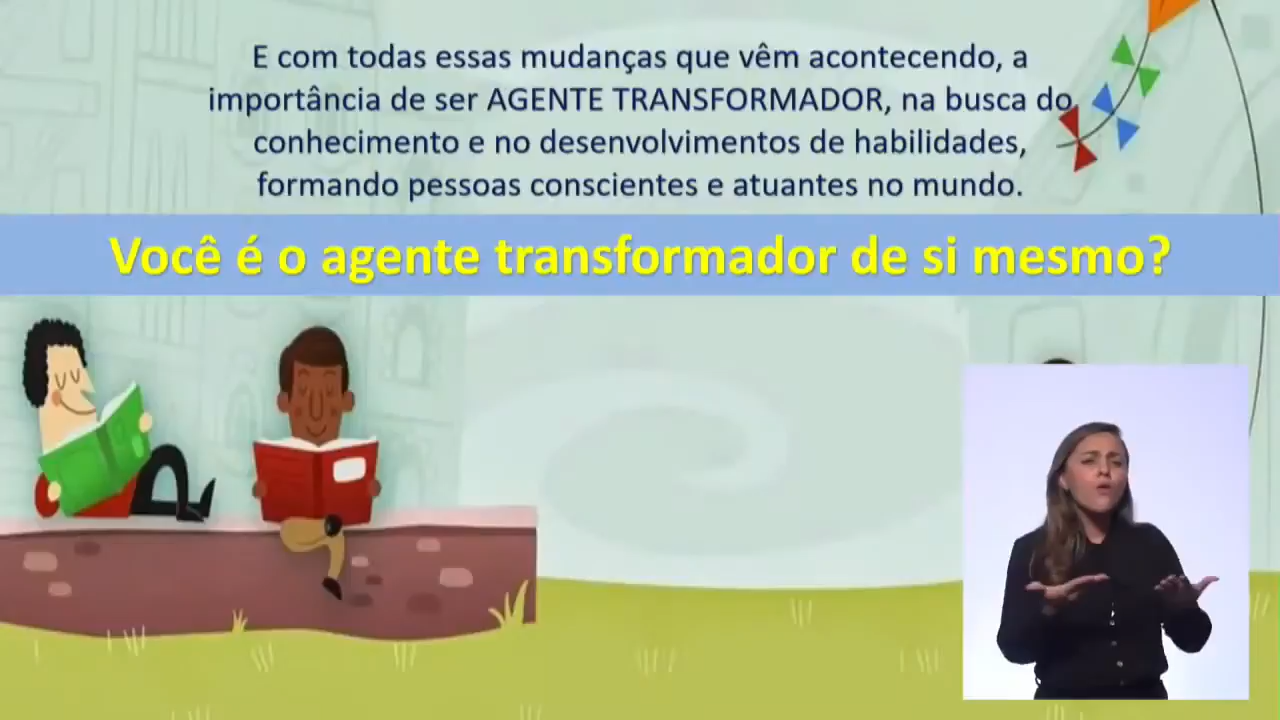 E com todas essas mudanças que vêm acontecendo, a
importância de ser AGENTE TRANSFORMADOR, na busca do
conhecimento e no desenvolvimentos de habilidades,
formando pessoas conscientes e atuantes no mundo.
Você é o agente transformador de si mesmo?